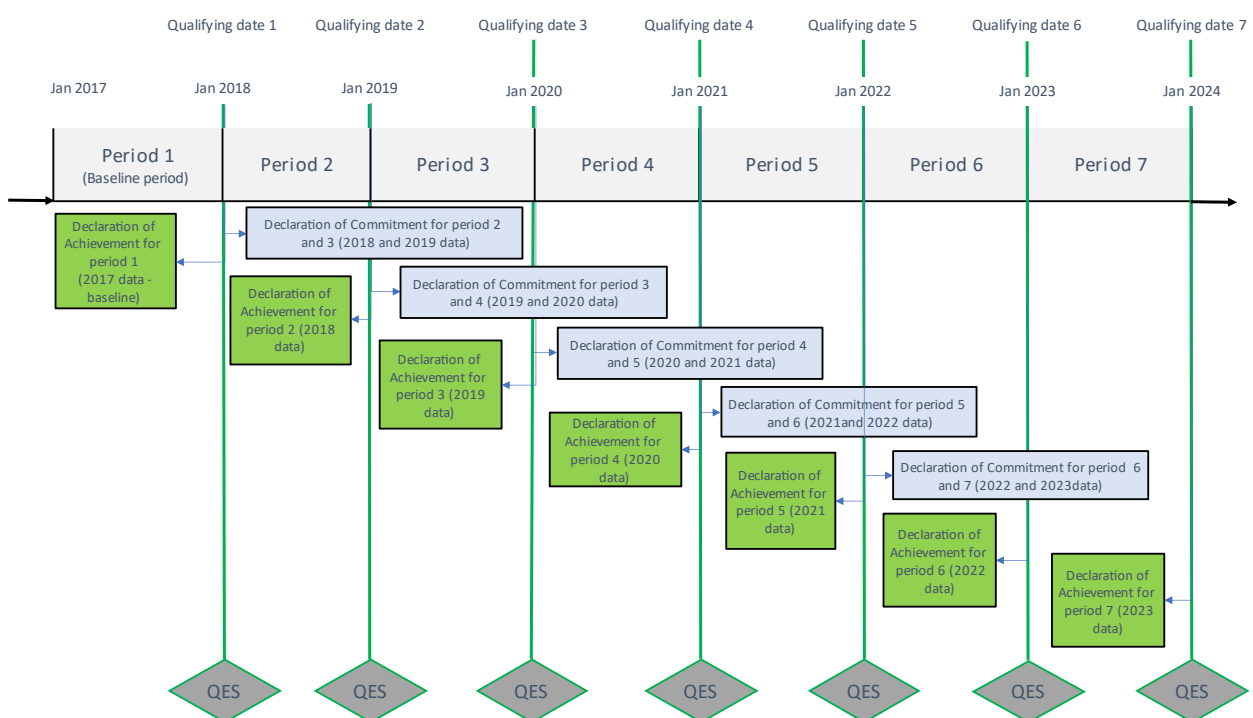 Qualifying date 1
Qualifying date 2
Qualifying date 3
Qualifying date 4
Qualifying date 5
Qualifying date 6
Qualifying date 7
Jan 2017
Jan 2018
Jan 2019
Jan 2020
Jan 2021
Jan 2022
Jan 2023
Jan 2024
Period 1
(Baseline period)
Period 2
Period 3
Period 4
Period 5
Period 6
Period 7
Declaration of
Achievement for
period 1
(2017 data -
baseline)
Declaration of Commitment for period 2
and 3 (2018 and 2019 data)
Declaration of
Achievement for
period 2 (2018
data)
Declaration of Commitment for period 3
and 4 (2019 and 2020 data)
Declaration of
Achievement for
period 3 (2019
data)
Declaration of Commitment for period 4
and 5 (2020 and 2021 data)
Declaration of
Achievement for
period 4 (2020
data)
Declaration of Commitment for period 5
and 6 (2021and 2022 data)
Declaration of
Achievement for
period 5 (2021
data)
Declaration of Commitment for period 6
and 7 (2022 and 2023data)
Declaration of
Achievement for
period 6 (2022
data)
Declaration of
Achievement for
period 7 (2023
data)
QES
QES
QES
QES
QES
QES
QES